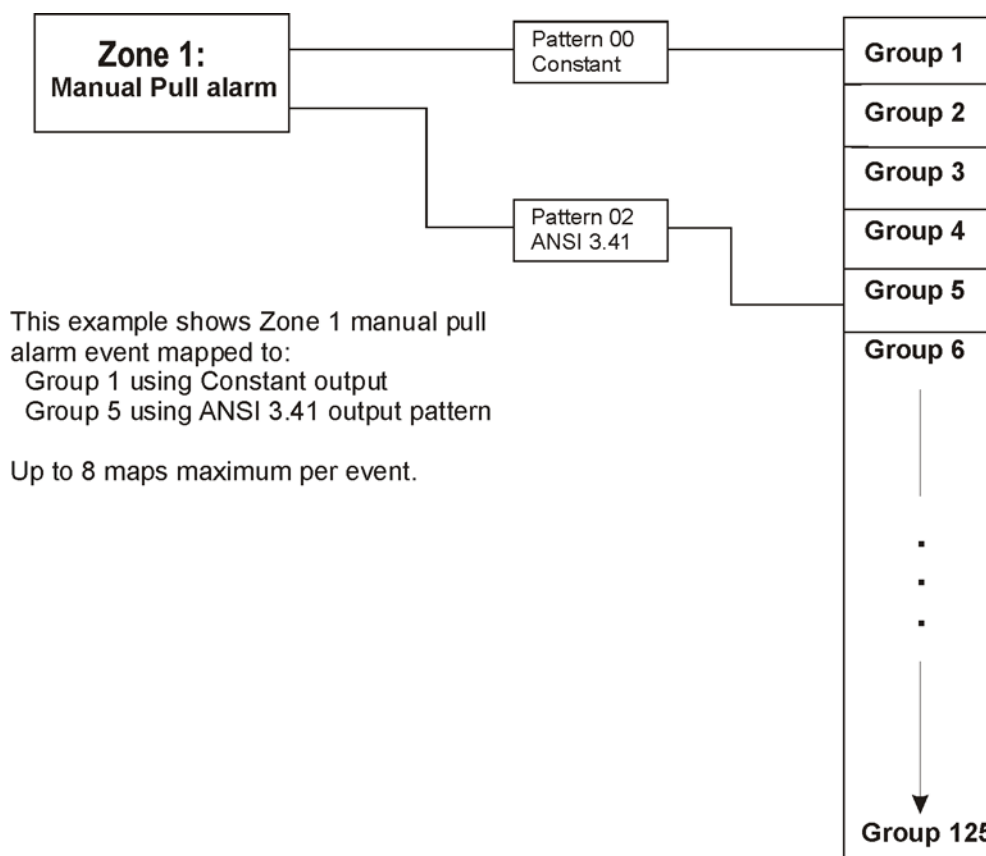 Zone 1:
Manual Pull alarm
Pattern 00
Constant
Pattern 02
ANSI 3.41
This example shows Zone 1 manual pull
alarm event mapped to:
Group 1 using Constant output
Group 5 using ANSI 3.41 output pattern
Up to 8 maps maximum per event.
Group 1
Group 2
Group 3
Group 4
Group 5
Group 6
Group 125